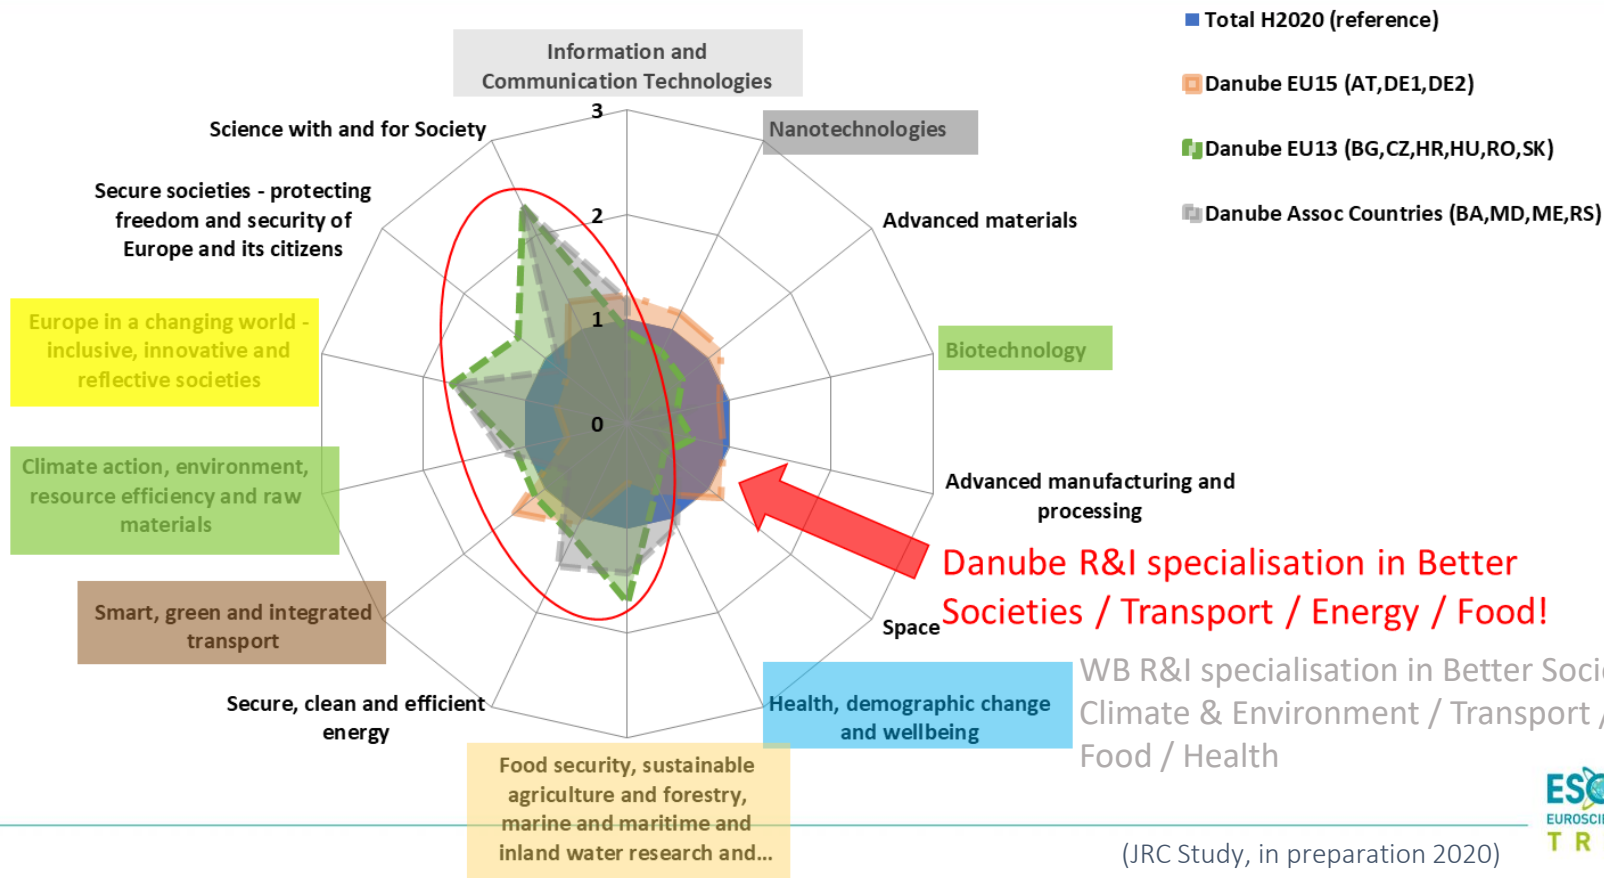 Total H2020 (reference)
Danube EU15 (AT,DE1,DE2)
Danube EU13 (BG,CZ,HR,HU,RO,SK)
Danube Assoc Countries (BA,MD,ME,RS)
Information and
Communication Technologies
Nanotechnologies
Advanced materials
Biotechnology
Advanced manufacturing and
processing
Space
Health, demographic change
and wellbeing
Food security, sustainable
agriculture and forestry,
marine and maritime and
inland water research and...
Secure, clean and efficient
energy
Smart, green and integrated
transport
Climate action, environment,
resource efficiency and raw
materials
Europe in a changing world -
inclusive, innovative and
reflective societies
Secure societies - protecting
freedom and security of
Europe and its citizens
Science with and for Society
3
2
1
0
Danube R&I specialisation in Better
Societies / Transport / Energy / Food!
WB R&I specialisation in Better
Climate & Environment / Transport /
Food / Health
(JRC Study, in preparation 2020)